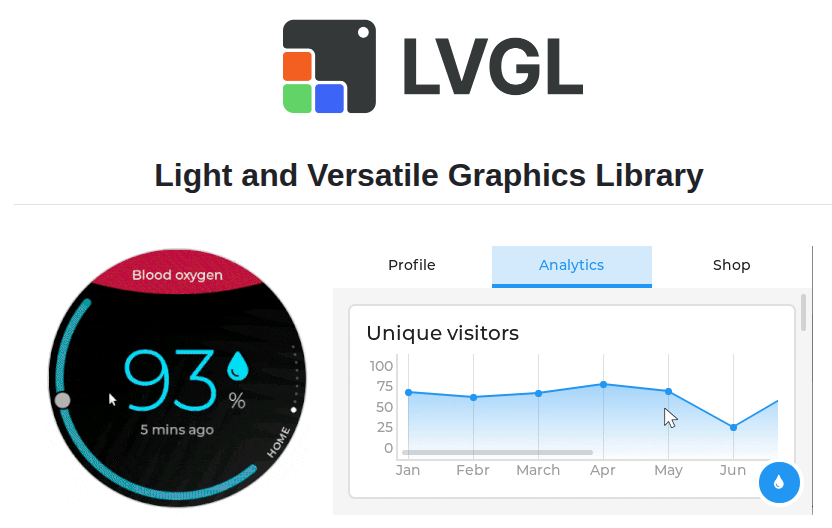 LVGL
Light and Versatile Graphics Library
Blood oxygen
93
%
5 mins ago
HOME
Profile
Analytics
Shop
Unique visitors
100
75
50
25
0
Jan
Febr
March
Apr
May
Jun